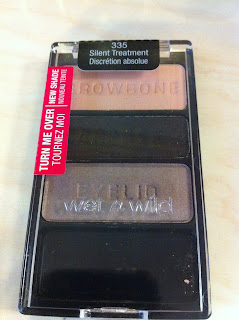 335
Silent Treatment
Discrétion absolue
BROWBONE
TURN ME OVER
TOURNEZ MOI
NEW SHADE
NOUVEAU TEINTE
EYELID
wet n wild